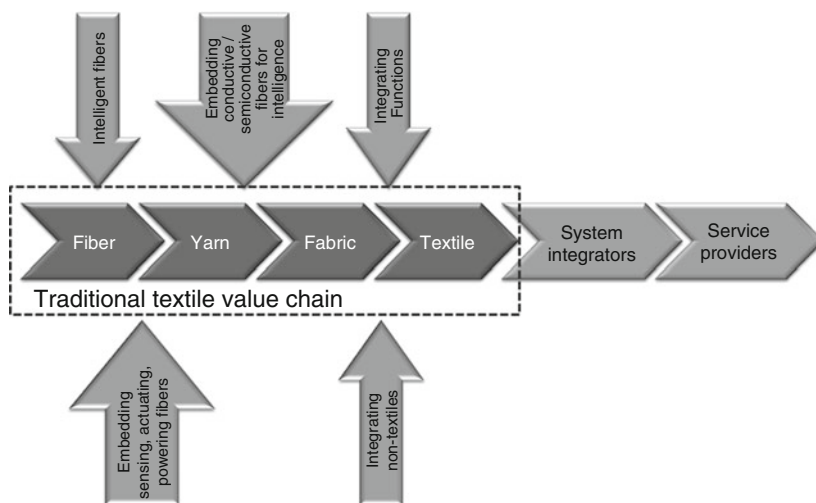 Intelligent fibers
Embedding
conductive /
semiconductive
fibers for
intelligence
Integrating
Functions
Fiber
Yarn
Fabric
Textile
System
integrators
Service
providers
Traditional textile value chain
Embedding
sensing, actuating,
powering fibers
Integrating
non-textiles